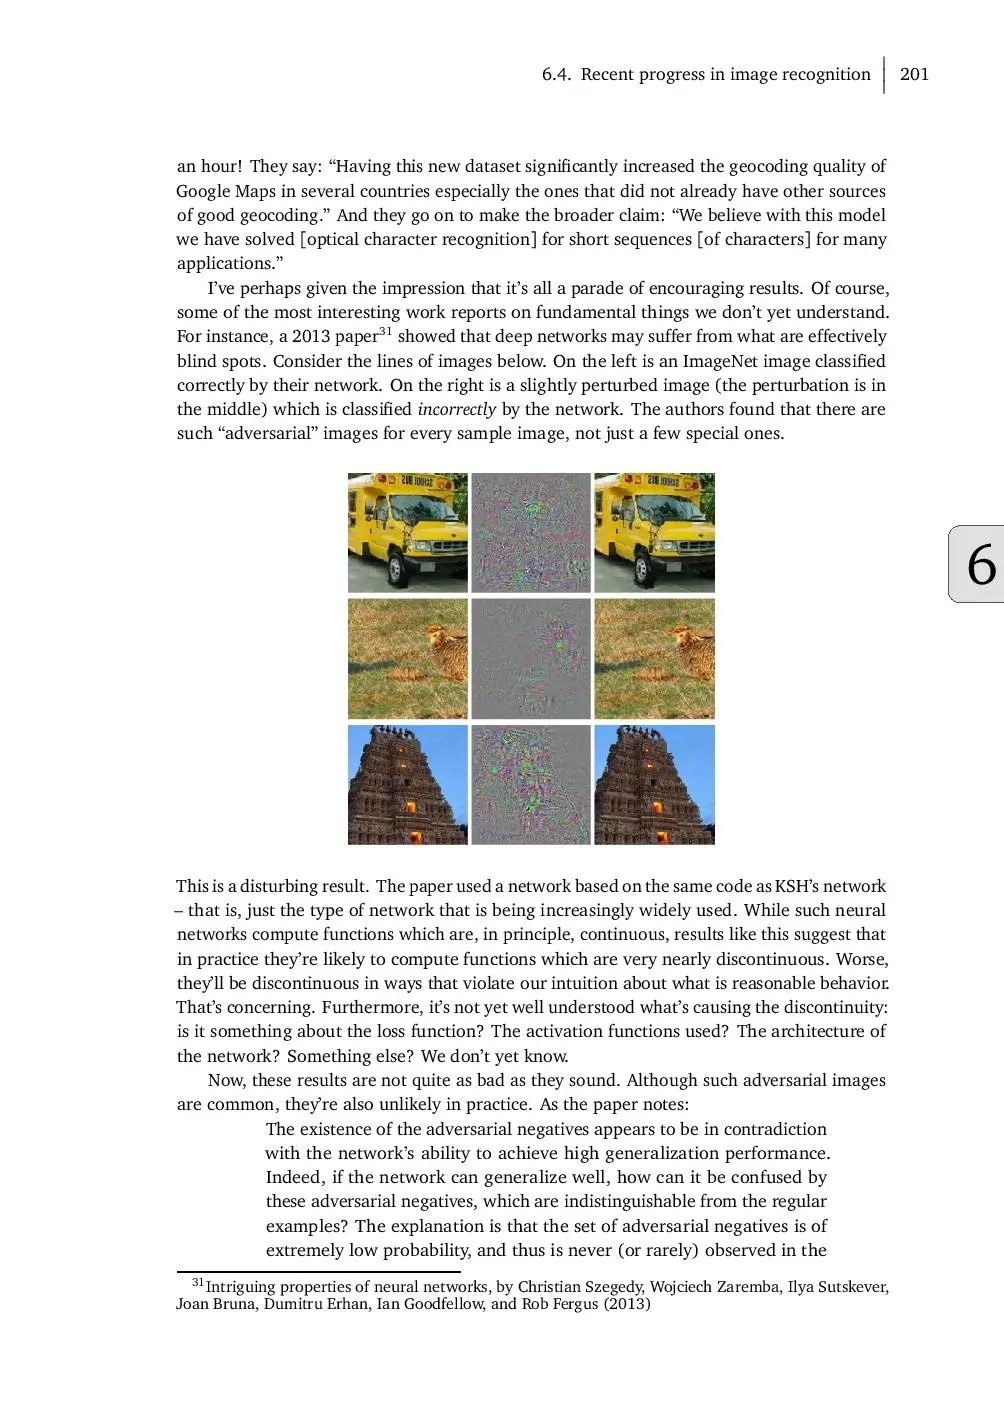 6.4. Recent progress in image recognition 201
an hour! They say: “Having this new dataset significantly increased the geocoding quality of
Google Maps in several countries especially the ones that did not already have other sources
of good geocoding.” And they go on to make the broader claim: “We believe with this model
we have solved [optical character recognition] for short sequences [of characters] for many
applications.”
I’ve perhaps given the impression that it’s all a parade of encouraging results. Of course,
some of the most interesting work reports on fundamental things we don’t yet understand.
For instance, a 2013 paper31 showed that deep networks may suffer from what are effectively
blind spots. Consider the lines of images below. On the left is an ImageNet image classified
correctly by their network. On the right is a slightly perturbed image (the perturbation is in
the middle) which is classified incorrectly by the network. The authors found that there are
such “adversarial” images for every sample image, not just a few special ones.
6
This is a disturbing result. The paper used a network based on the same code as KSH’s network
– that is, just the type of network that is being increasingly widely used. While such neural
networks compute functions which are, in principle, continuous, results like this suggest that
in practice they’re likely to compute functions which are very nearly discontinuous. Worse,
they’ll be discontinuous in ways that violate our intuition about what is reasonable behavior.
That’s concerning. Furthermore, it’s not yet well understood what’s causing the discontinuity:
is it something about the loss function? The activation functions used? The architecture of
the network? Something else? We don’t yet know.
Now, these results are not quite as bad as they sound. Although such adversarial images
are common, they’re also unlikely in practice. As the paper notes:
The existence of the adversarial negatives appears to be in contradiction
with the network’s ability to achieve high generalization performance.
Indeed, if the network can generalize well, how can it be confused by
these adversarial negatives, which are indistinguishable from the regular
examples? The explanation is that the set of adversarial negatives is of
extremely low probability, and thus is never (or rarely) observed in the
31Intriguing properties of neural networks, by Christian Szegedy, Wojciech Zaremba, Ilya Sutskever,
Joan Bruna, Dumitru Erhan, Ian Goodfellow, and Rob Fergus (2013)